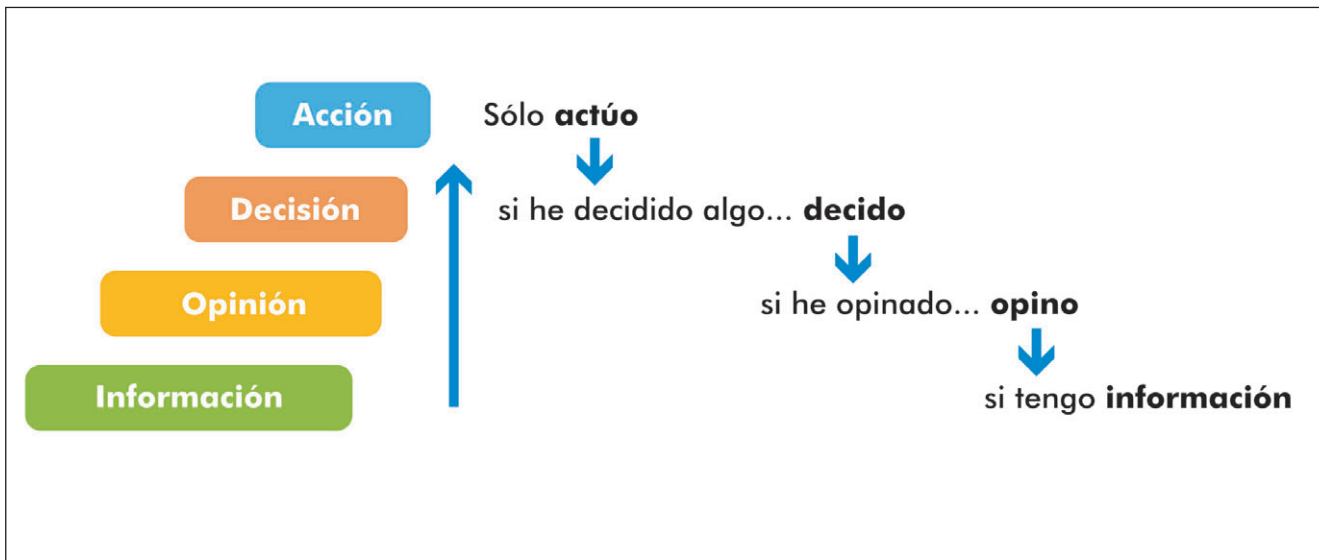 Acción
Sólo actúo
Decisión
si he decidido algo... decido
Opinión
si he opinado... opino
Información
si tengo información